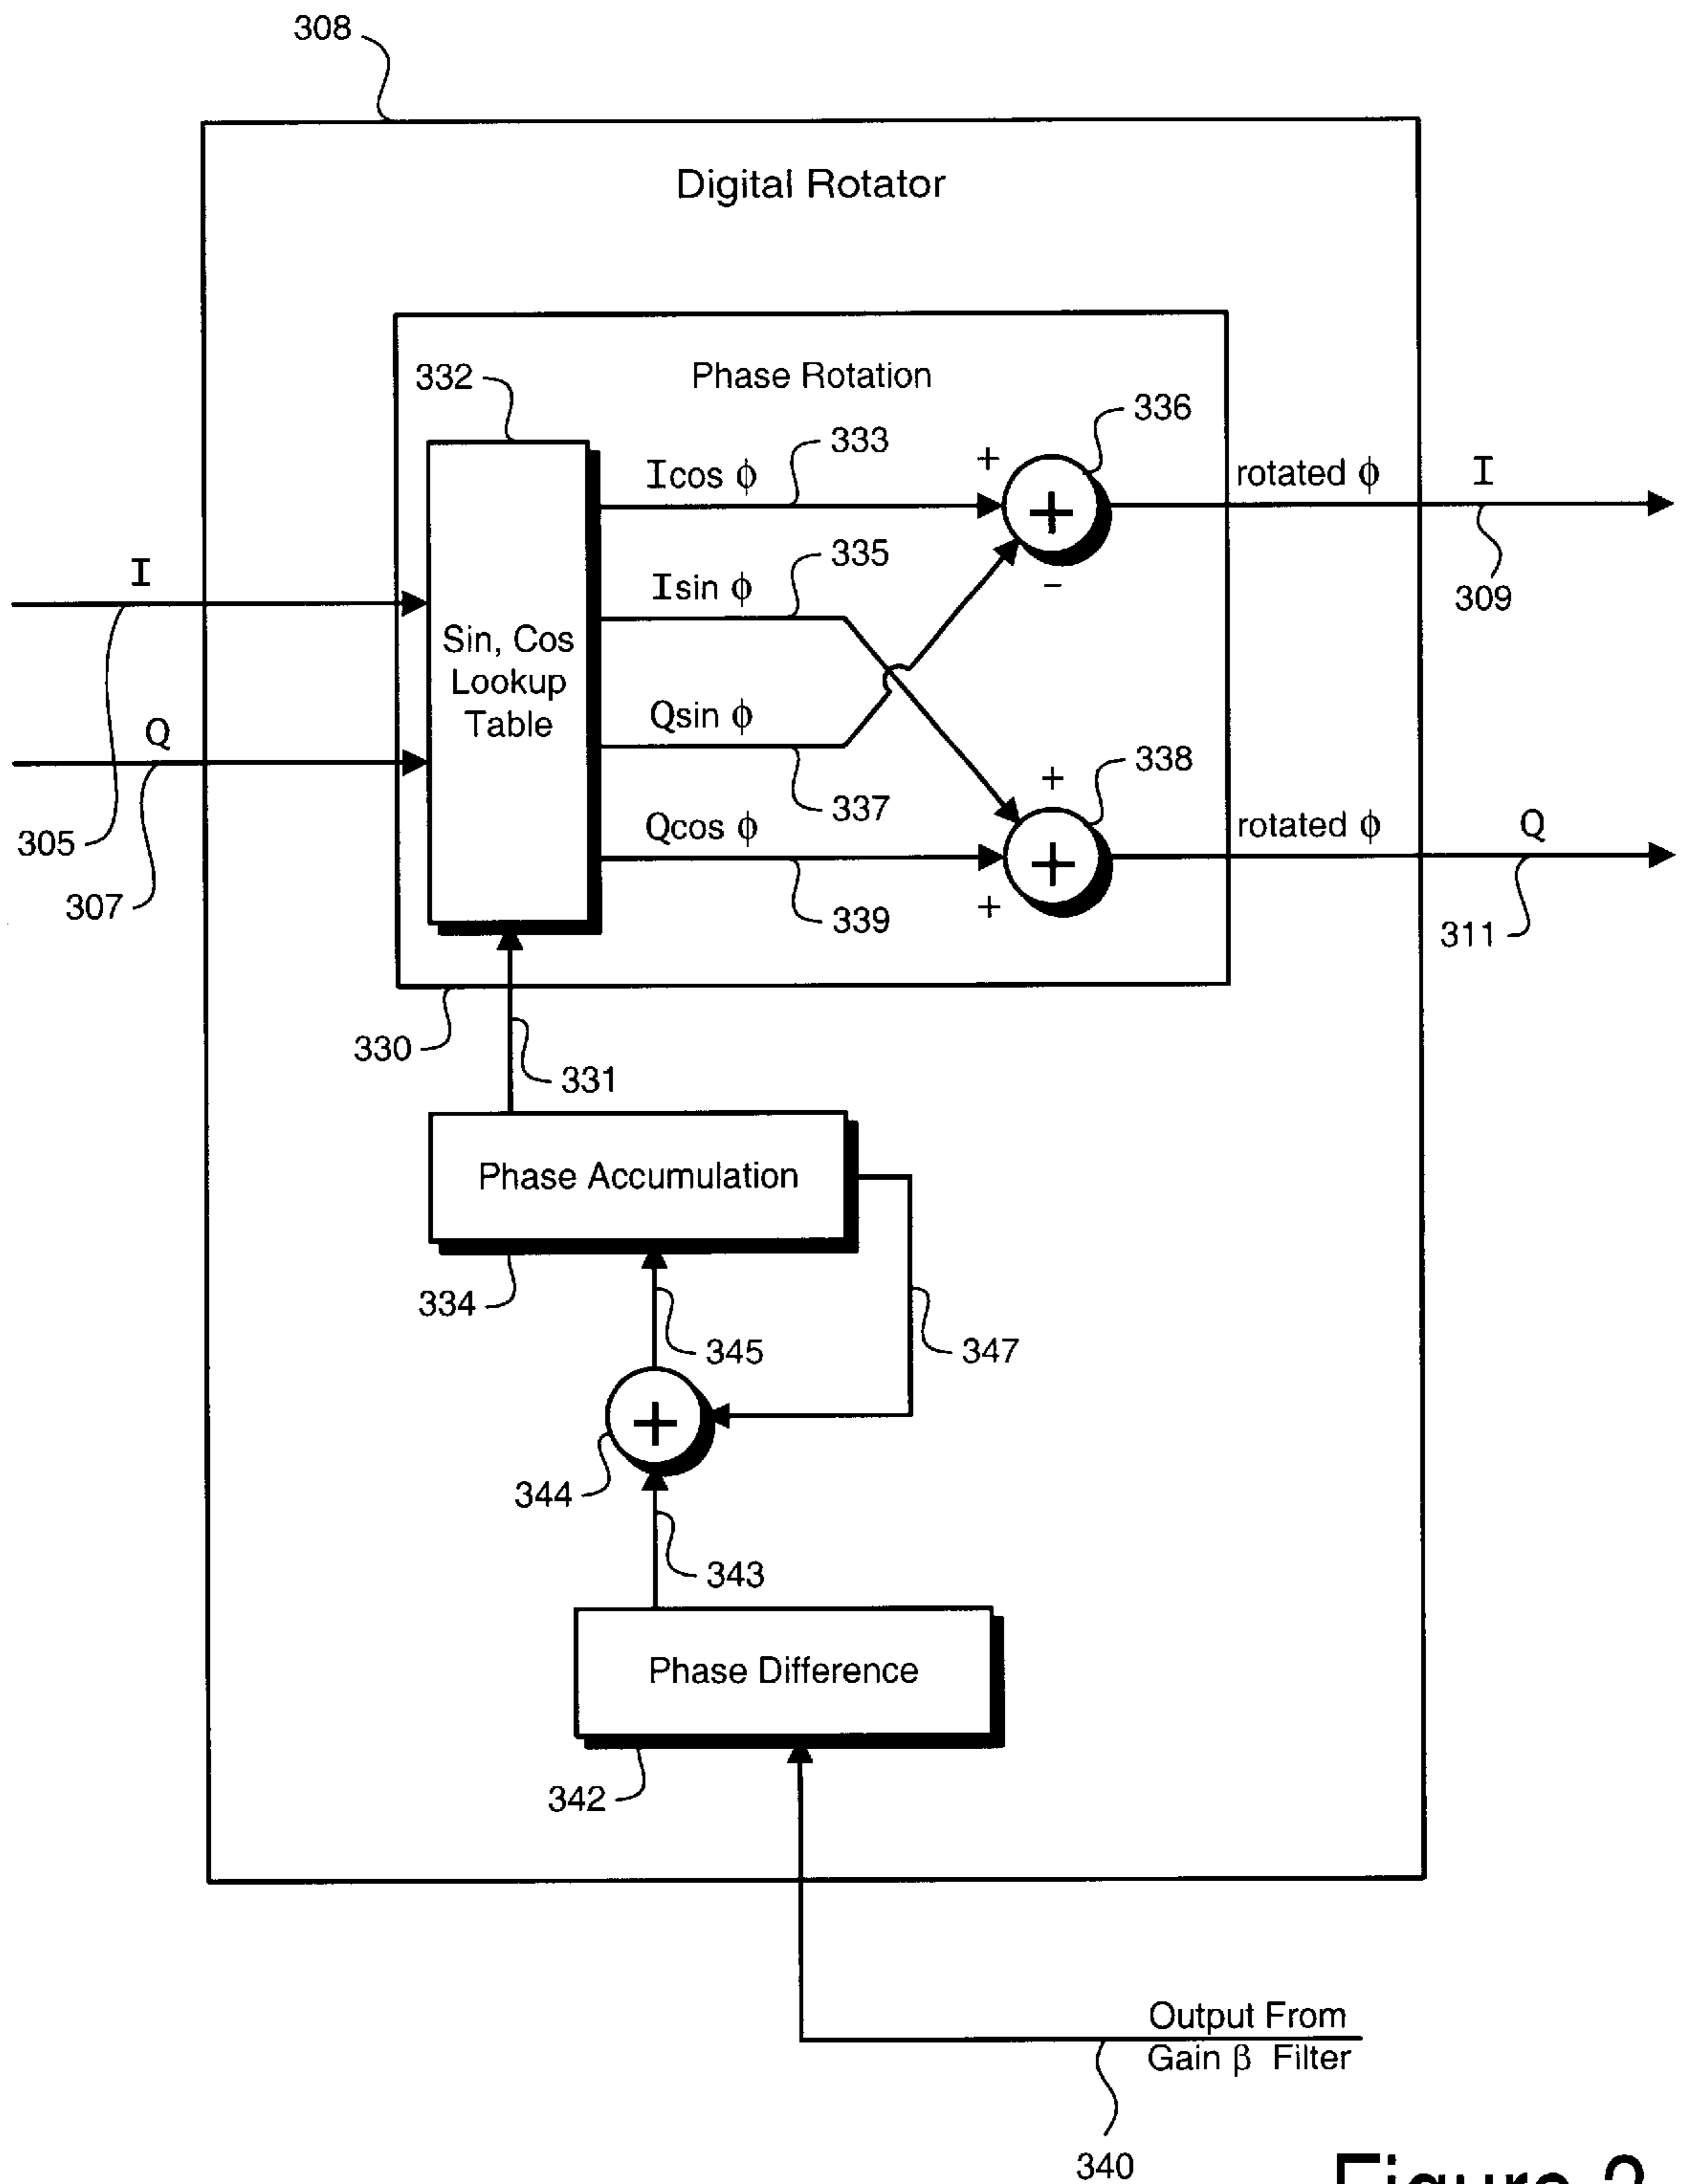 308
Digital Rotator
Phase Rotation
332
333
336
+
I cos ϕ
rotated ϕ
I
+
335
I
I sin ϕ
−
309
Sin, Cos
Lookup
Table
Q
Qsin ϕ
337
+
338
305
Qcos ϕ
rotated ϕ
Q
+
307
339
+
311
330
331
Phase Accumulation
334
345
347
+
344
343
Phase Difference
342
Output From
Gain β Filter
340